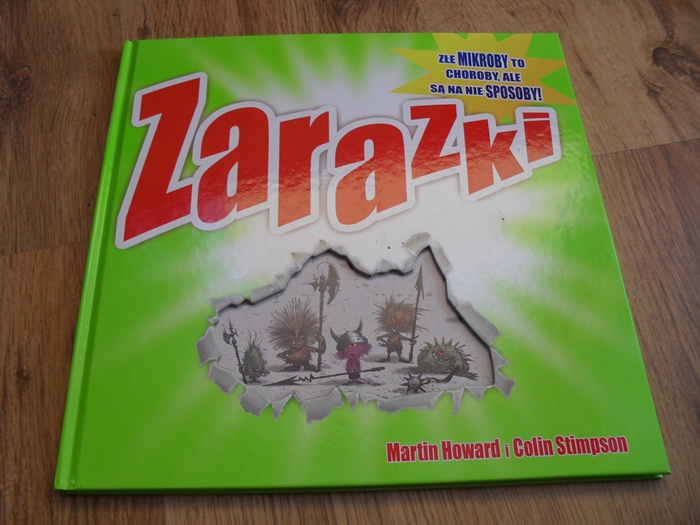 ZŁE MIKROBY TO
CHOROBY, ALE
SĄ NA NIE SPOSOBY!
Zarazki
Martin Howard i Colin Stimpson